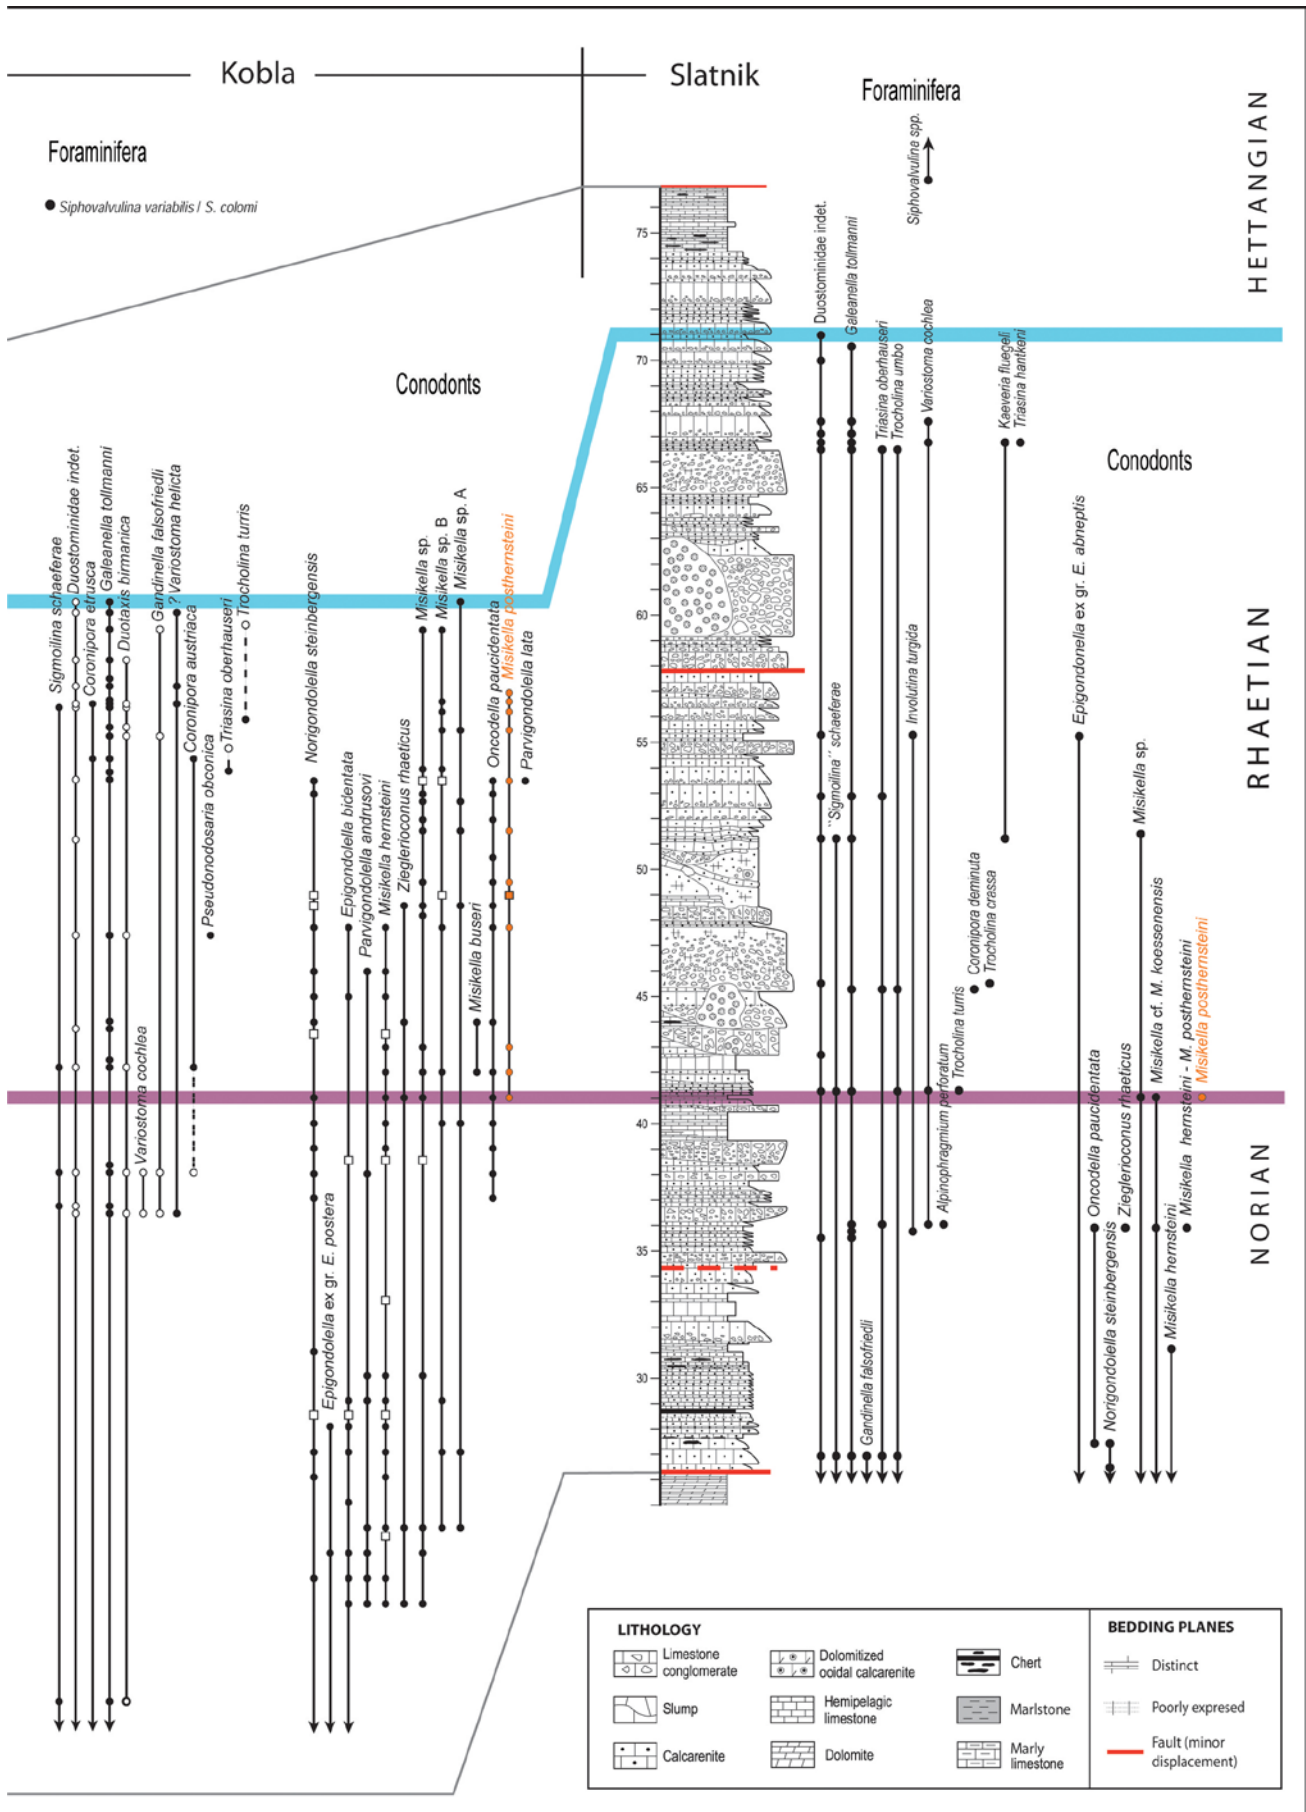 Kobla
Slatnik
Foraminifera
Siphovalvulina variabilis / S. colomi
Conodonts
Sigmoilina schaeferae
Duostominidae indet.
Coronipora etrusca
Galeanella tollmanni
Duotaxis birmanica
Variostoma cochlea
Gandinella falsofriedli
? Variostoma helicta
Coronipora austriaca
Pseudonodosaria obconica
Triasina oberhauseri
Trocholina turris
Norigondolella steinbergensis
Epigondolella ex gr. E. postera
Epigondolella bidentata
Parvigondolella andrusovi
Misikella hernsteini
Zieglerioconus rhaeticus
Misikella sp.
Misikella sp. B
Misikella sp. A
Misikella buseri
Oncodella paucidentata
Misikella posthernsteini
Parvigondolella lata
75
70
65
60
55
50
45
40
35
30
Foraminifera
Duostominidae indet.
"Sigmoilina" schaeferae
Galeanella tollmanni
Gandinella falsofriedli
Triasina oberhauseri
Trocholina umbo
Involutina turgida
Siphovalvulina spp.
Variostoma cochlea
Alpinophragmium perforatum
Trocholina turris
Coronipora deminuta
Trocholina crassa
Kaeveria fluegeli
Triasina hantkeni
Conodonts
Epigondonella ex gr. E. abneptis
Oncodella paucidentata
Norigondolella steinbergensis
Zieglerioconus rhaeticus
Misikella sp.
Misikella cf. M. koessenensis
Misikella hernsteini
Misikella hernsteini - M. posthernsteini
Misikella posthernsteini
HETTANGIAN
RHAETIAN
NORIAN
LITHOLOGY
Limestone
conglomerate
Slump
Calcarenite
Dolomitized
ooidal calcarenite
Hemipelagic
limestone
Dolomite
Chert
Marlstone
Marly
limestone
BEDDING PLANES
Distinct
Poorly expresed
Fault (minor
displacement)